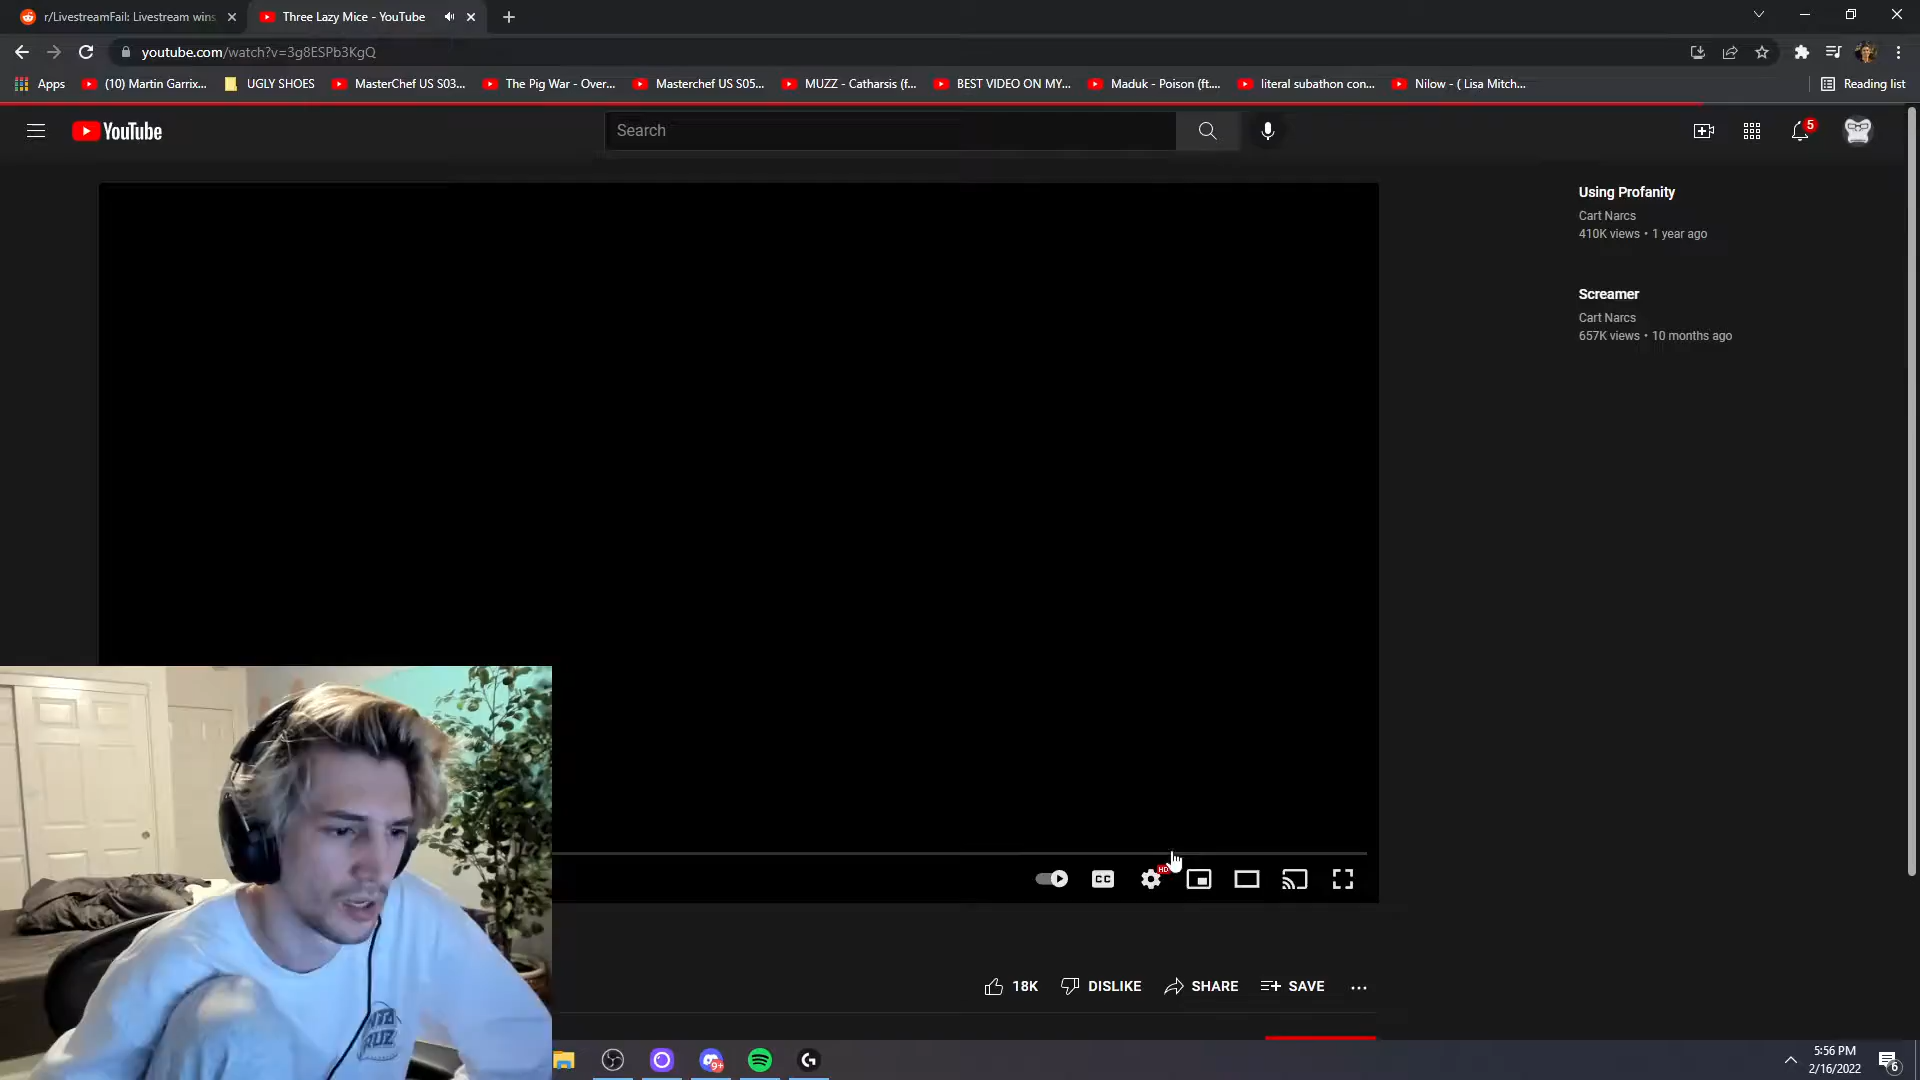 r/LivestreamFail: Livestream wins
Three Lazy Mice - YouTube
youtube.com/watch?v=3g8ESPb3KgQ
Apps
(10) Martin Garrix...
UGLY SHOES
MasterChef US S03...
The Pig War - Over...
Masterchef US S05...
MUZZ - Catharsis (f...
BEST VIDEO ON MY...
Maduk - Poison (ft....
literal subathon con...
Nilow - ( Lisa Mitch...
Reading list
YouTube
Search
5
Using Profanity
Cart Narcs
410K views • 1 year ago
Screamer
Cart Narcs
657K views • 10 months ago
CC
HD
18K
DISLIKE
SHARE
SAVE
9+
5:56 PM
2/16/2022
6